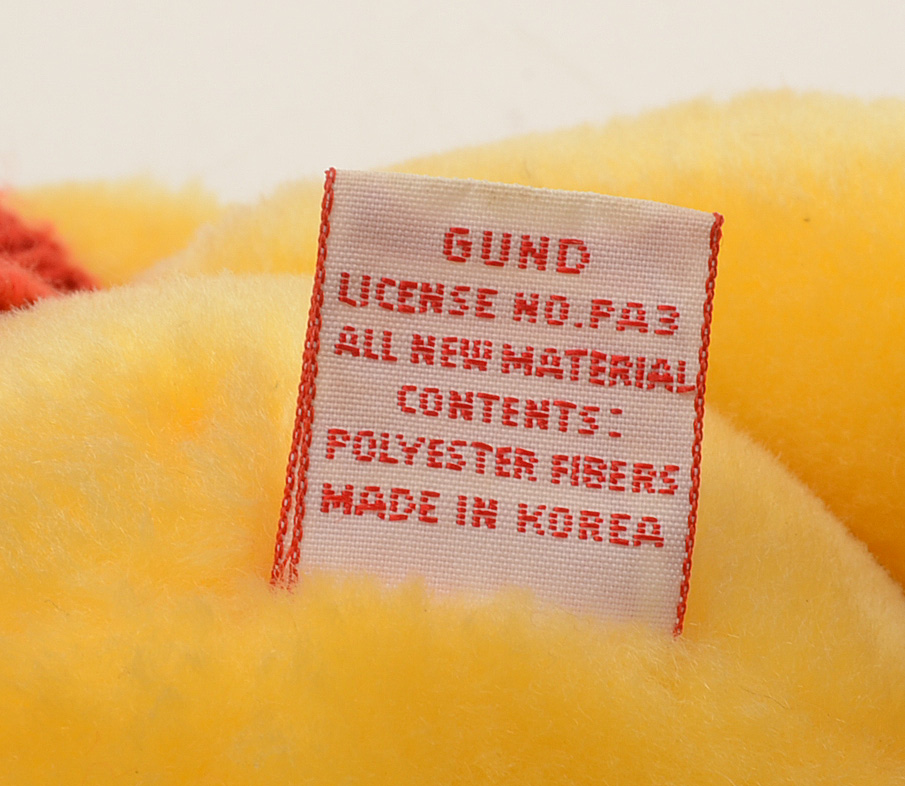 GUND
LICENSE NO.PA3
ALL NEW MATERIAL
CONTENTS:
POLYESTER FIBERS
MADE IN KOREA